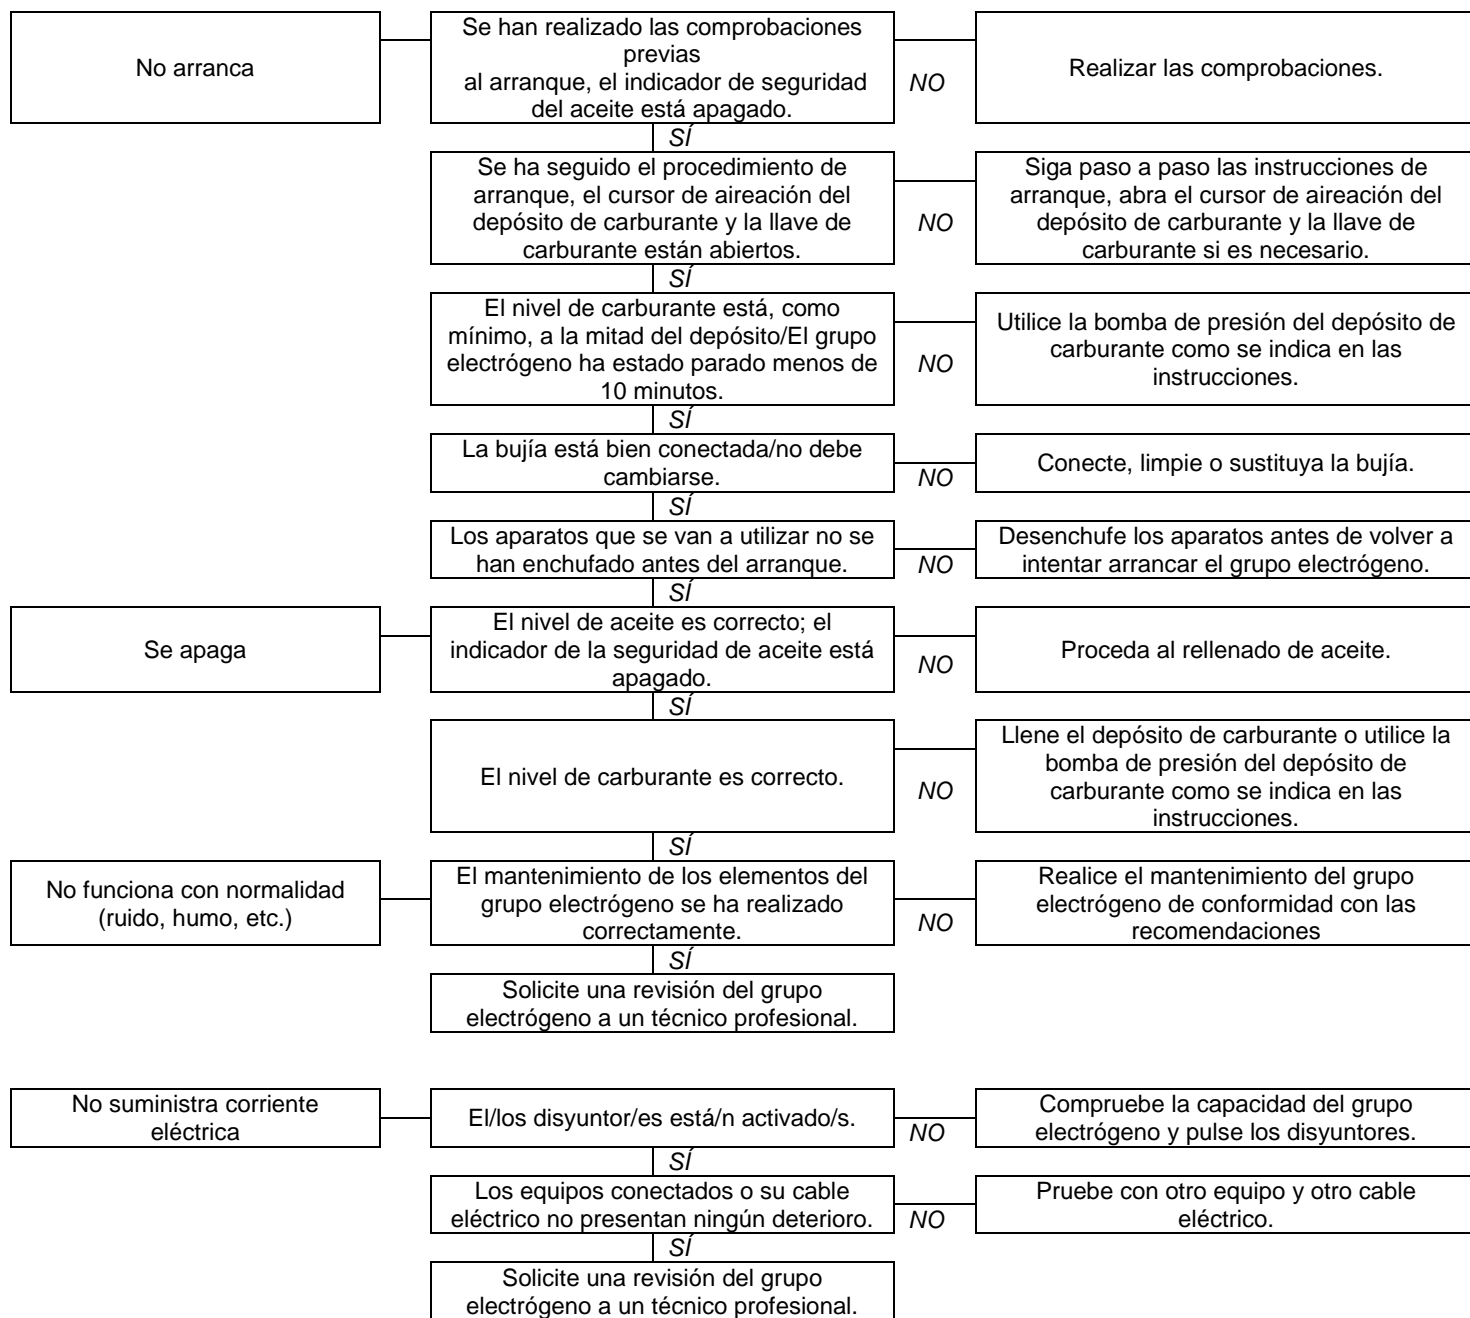 No arranca
Se han realizado las comprobaciones
previas
al arranque, el indicador de seguridad
del aceite está apagado.
NO
Realizar las comprobaciones.
SÍ
Se ha seguido el procedimiento de
arranque, el cursor de aireación del
depósito de carburante y la llave de
carburante están abiertos.
NO
Siga paso a paso las instrucciones de
arranque, abra el cursor de aireación del
depósito de carburante y la llave de
carburante si es necesario.
SÍ
El nivel de carburante está, como
mínimo, a la mitad del depósito/El grupo
electrógeno ha estado parado menos de
10 minutos.
NO
Utilice la bomba de presión del depósito de
carburante como se indica en las
instrucciones.
SÍ
La bujía está bien conectada/no debe
cambiarse.
NO
Conecte, limpie o sustituya la bujía.
SÍ
Los aparatos que se van a utilizar no se
han enchufado antes del arranque.
NO
Desenchufe los aparatos antes de volver a
intentar arrancar el grupo electrógeno.
SÍ
Se apaga
El nivel de aceite es correcto; el
indicador de la seguridad de aceite está
apagado.
NO
Proceda al rellenado de aceite.
SÍ
El nivel de carburante es correcto.
NO
Llene el depósito de carburante o utilice la
bomba de presión del depósito de
carburante como se indica en las
instrucciones.
SÍ
No funciona con normalidad
(ruido, humo, etc.)
El mantenimiento de los elementos del
grupo electrógeno se ha realizado
correctamente.
NO
Realice el mantenimiento del grupo
electrógeno de conformidad con las
recomendaciones
SÍ
Solicite una revisión del grupo
electrógeno a un técnico profesional.
No suministra corriente
eléctrica
El/los disyuntor/es está/n activado/s.
NO
Compruebe la capacidad del grupo
electrógeno y pulse los disyuntores.
SÍ
Los equipos conectados o su cable
eléctrico no presentan ningún deterioro.
NO
Pruebe con otro equipo y otro cable
eléctrico.
SÍ
Solicite una revisión del grupo
electrógeno a un técnico profesional.